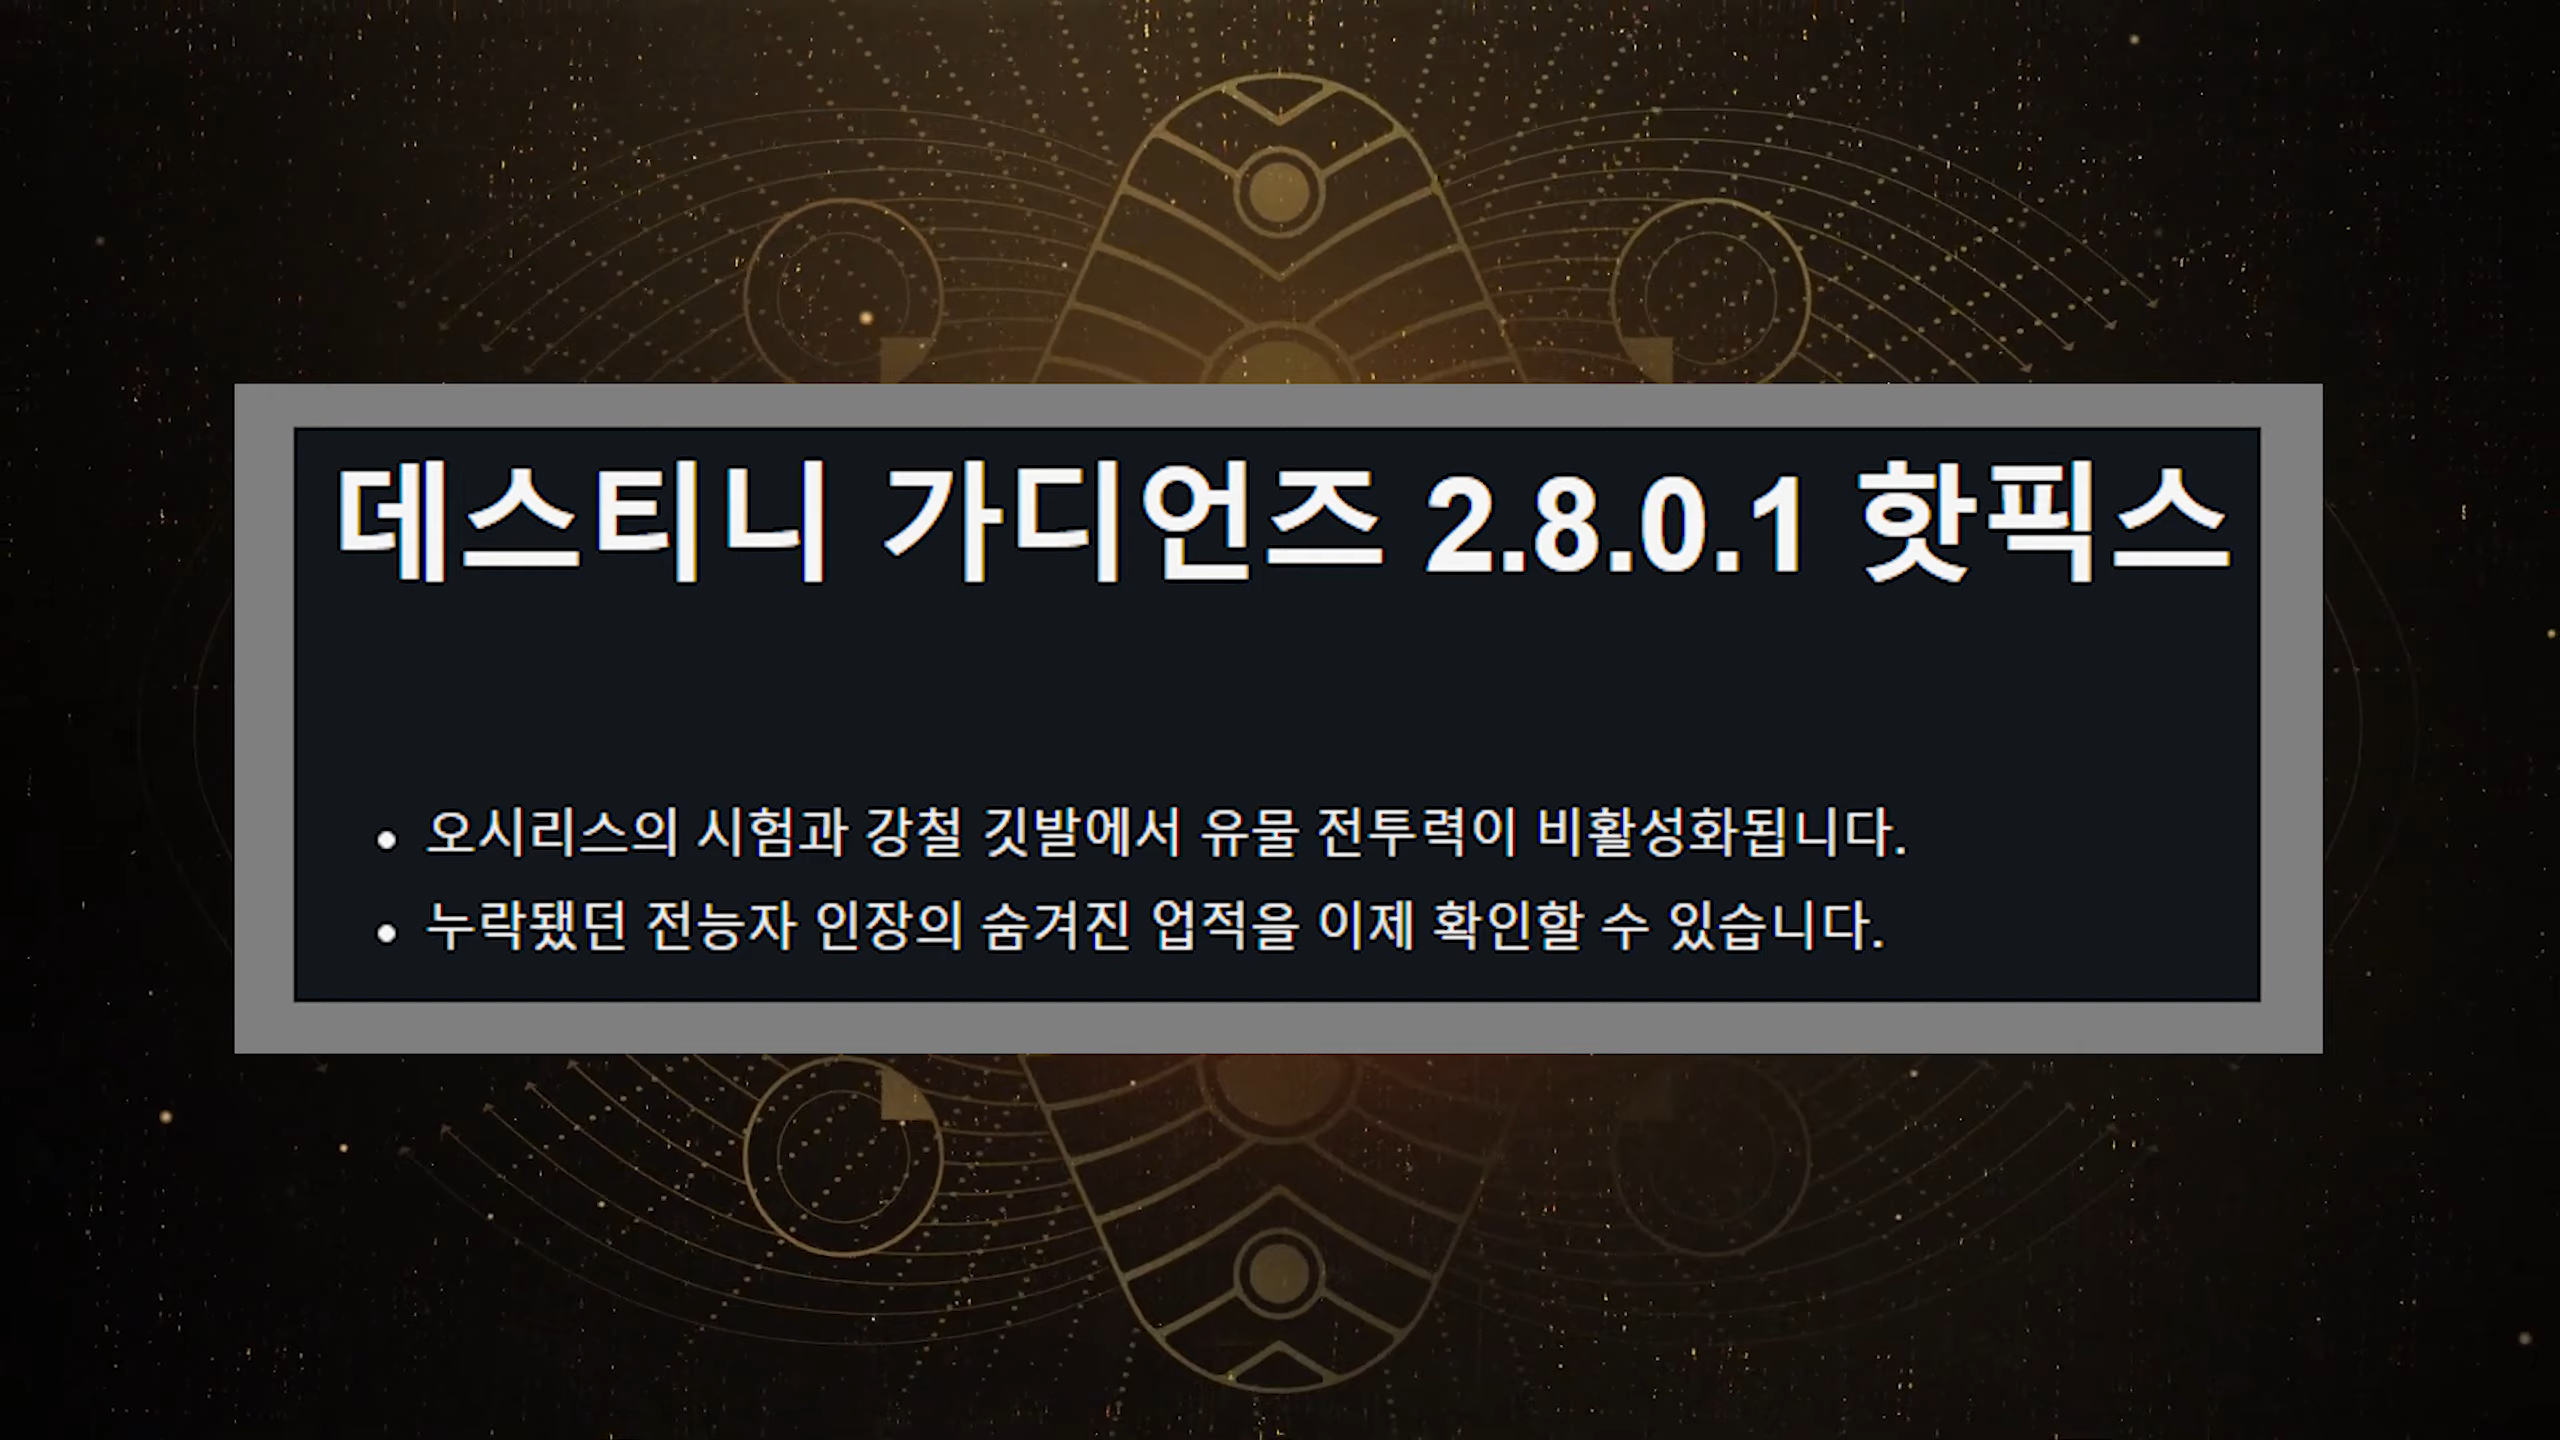 데스티니 가디언즈 2.8.0.1 핫픽스
• 오시리스의 시험과 강철 깃발에서 유물 전투력이 비활성화됩니다.
• 누락됐던 전능자 인장의 숨겨진 업적을 이제 확인할 수 있습니다.